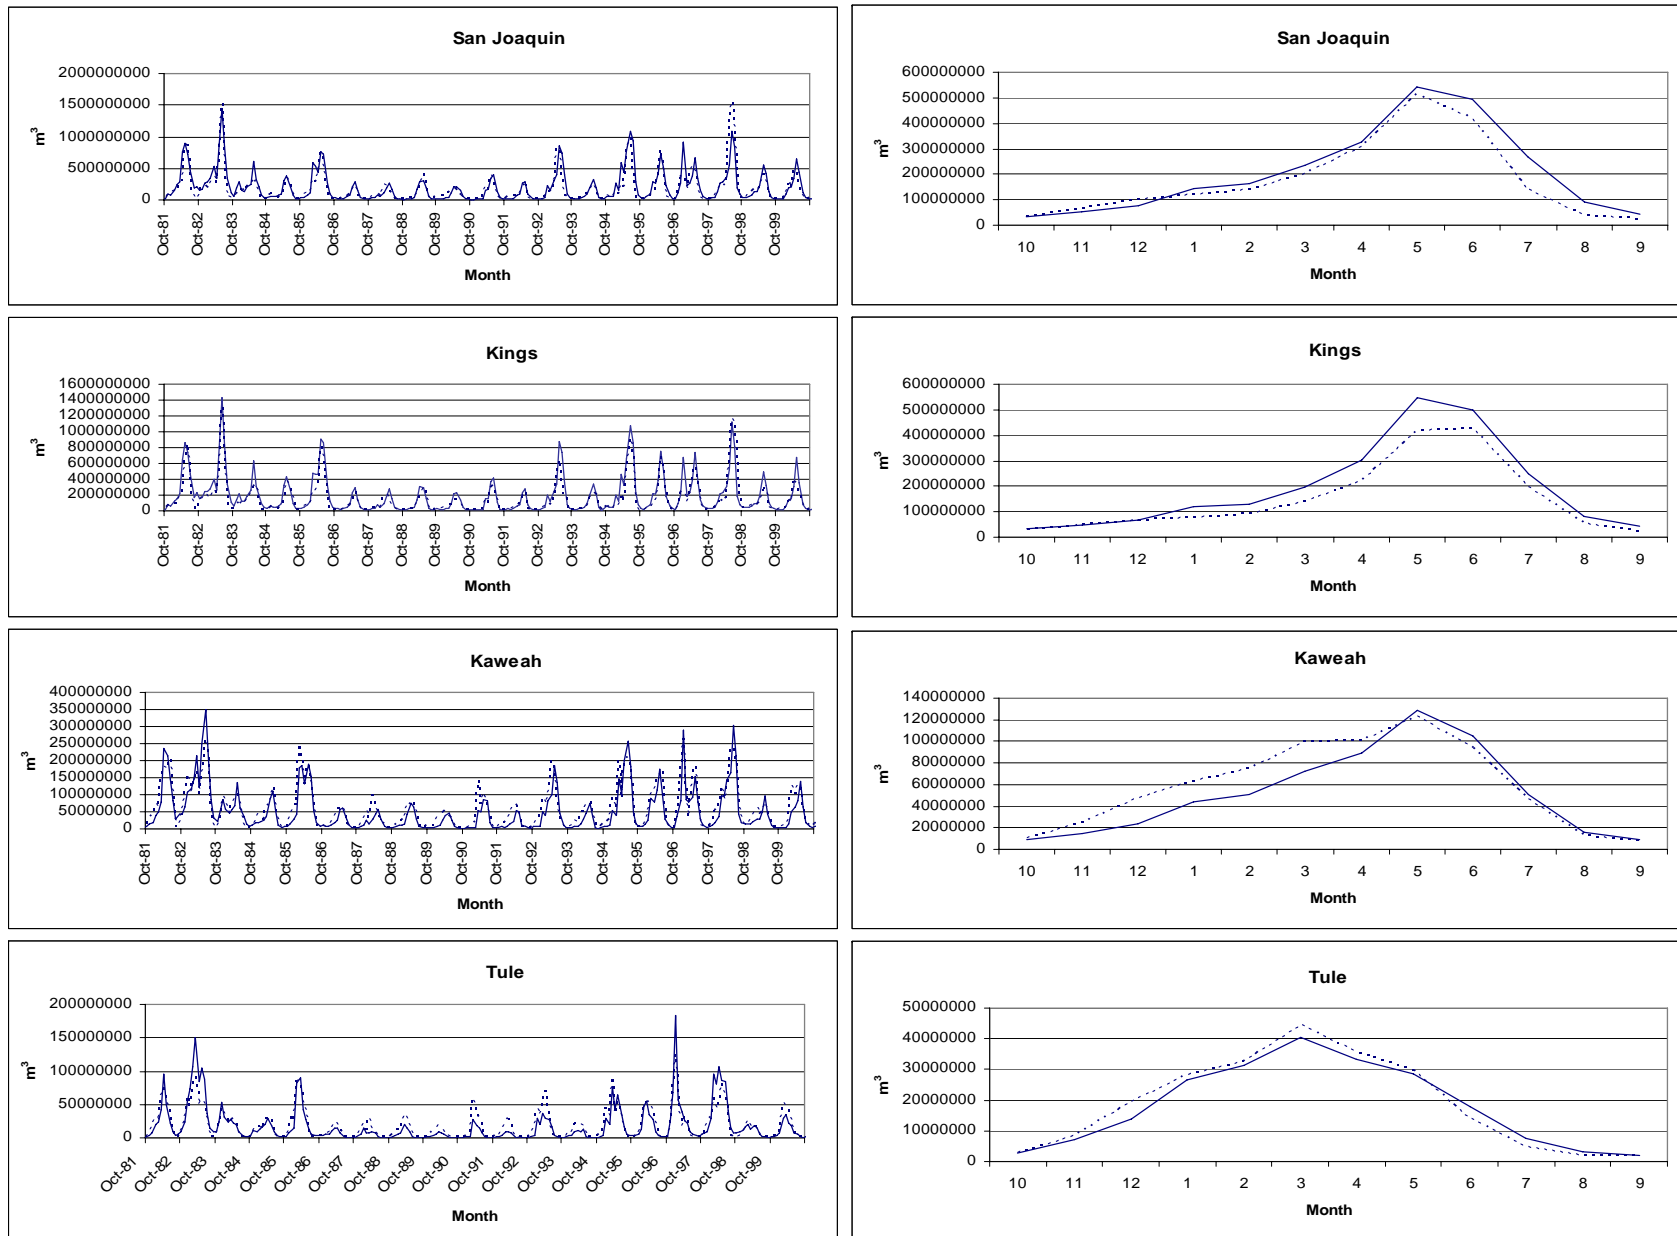 San Joaquin
2000000000
1500000000
1000000000
500000000
0
m³
Oct-81 Oct-82 Oct-83 Oct-84 Oct-85 Oct-86 Oct-87 Oct-88 Oct-89 Oct-90 Oct-91 Oct-92 Oct-93 Oct-94 Oct-95 Oct-96 Oct-97 Oct-98 Oct-99
Month
San Joaquin
600000000
500000000
400000000
300000000
200000000
100000000
0
m³
10 11 12 1 2 3 4 5 6 7 8 9
Month
Kings
1600000000
1400000000
1200000000
1000000000
800000000
600000000
400000000
200000000
0
m³
Oct-81 Oct-82 Oct-83 Oct-84 Oct-85 Oct-86 Oct-87 Oct-88 Oct-89 Oct-90 Oct-91 Oct-92 Oct-93 Oct-94 Oct-95 Oct-96 Oct-97 Oct-98 Oct-99
Month
Kings
600000000
500000000
400000000
300000000
200000000
100000000
0
m³
10 11 12 1 2 3 4 5 6 7 8 9
Month
Kaweah
400000000
350000000
300000000
250000000
200000000
150000000
100000000
50000000
0
m³
Oct-81 Oct-82 Oct-83 Oct-84 Oct-85 Oct-86 Oct-87 Oct-88 Oct-89 Oct-90 Oct-91 Oct-92 Oct-93 Oct-94 Oct-95 Oct-96 Oct-97 Oct-98 Oct-99
Month
Kaweah
140000000
120000000
100000000
80000000
60000000
40000000
20000000
0
m³
10 11 12 1 2 3 4 5 6 7 8 9
Month
Tule
200000000
150000000
100000000
50000000
0
m³
Oct-81 Oct-82 Oct-83 Oct-84 Oct-85 Oct-86 Oct-87 Oct-88 Oct-89 Oct-90 Oct-91 Oct-92 Oct-93 Oct-94 Oct-95 Oct-96 Oct-97 Oct-98 Oct-99
Month
Tule
50000000
40000000
30000000
20000000
10000000
0
m³
10 11 12 1 2 3 4 5 6 7 8 9
Month